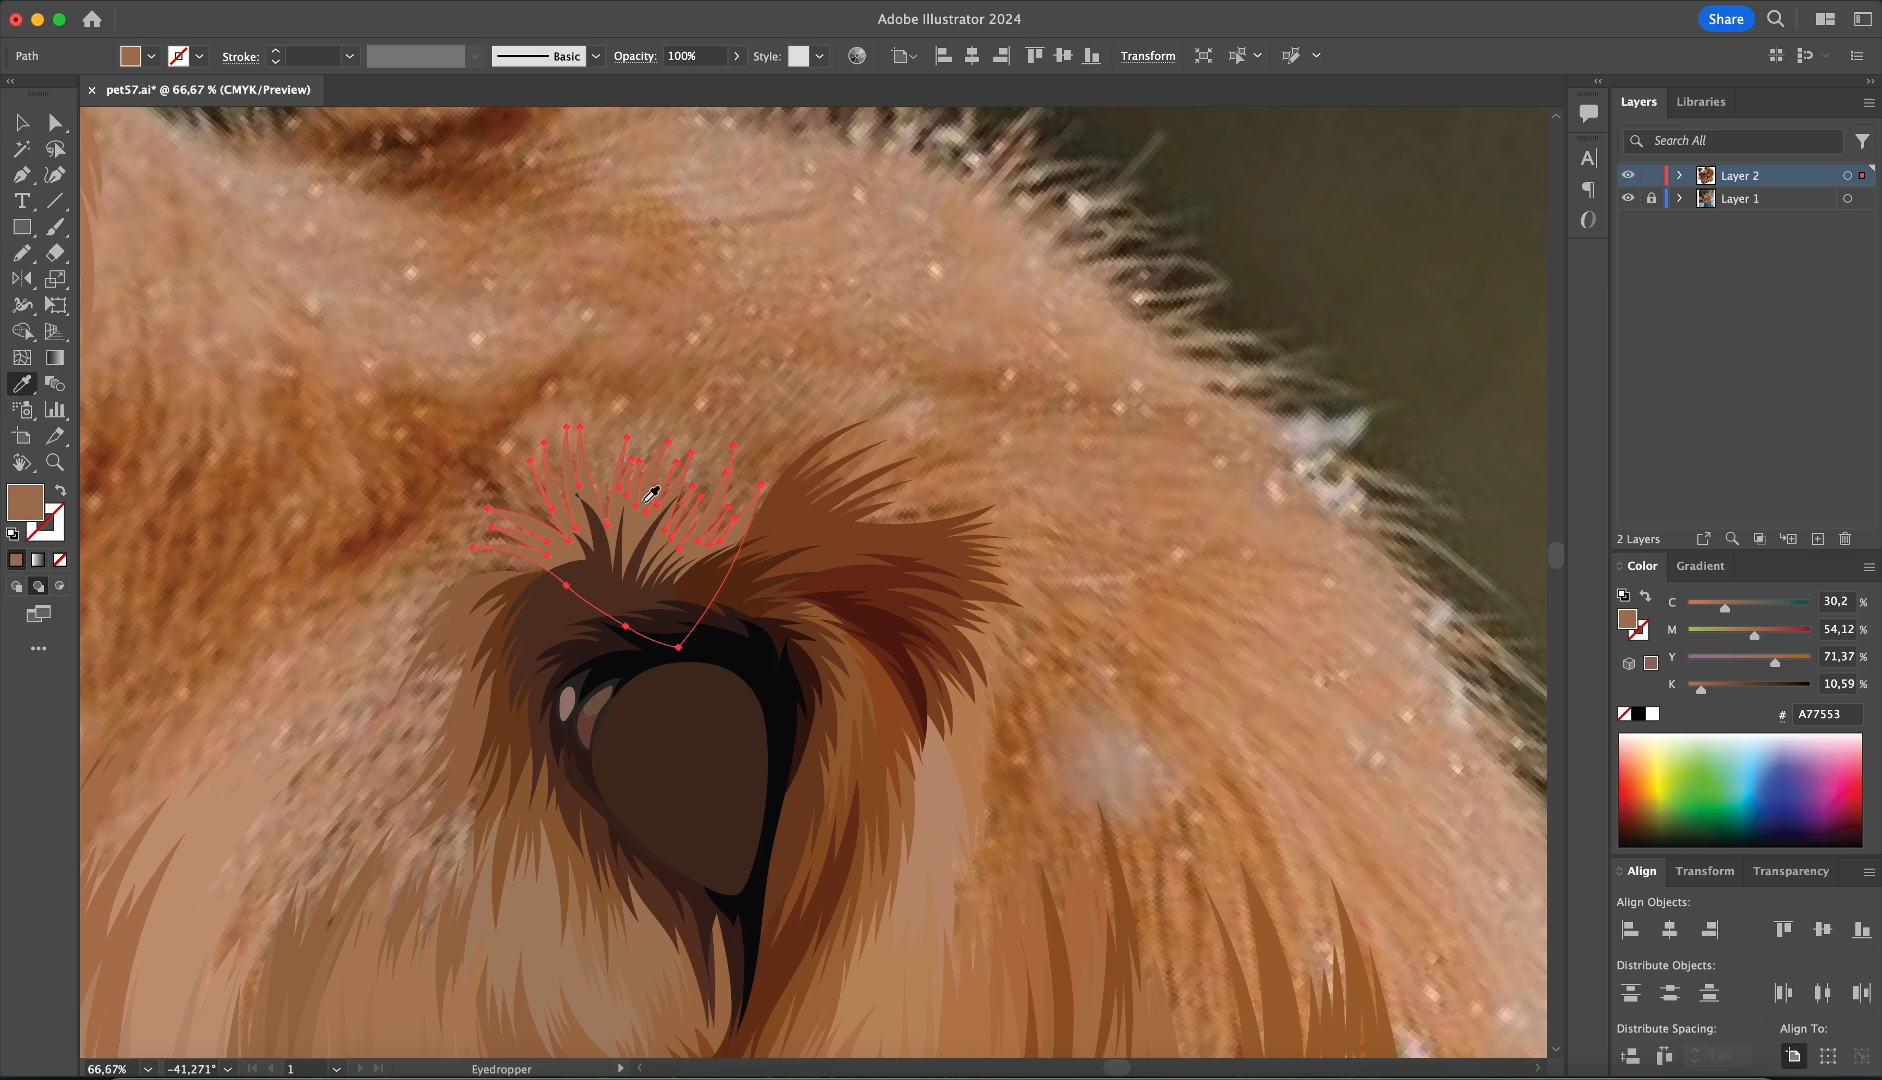 Adobe Illustrator 2024
Share
Path
Stroke:
Basic
Opacity:
100%
Style:
Transform
pet57.ai* @ 66,67 % (CMYK/Preview)
Layers
Libraries
Search All
Layer 2
Layer 1
2 Layers
Color
Gradient
C
30,2
%
M
54,12
%
Y
71,37
%
K
10,59
%
#
A77553
Align
Transform
Transparency
Align Objects:
Distribute Objects:
Distribute Spacing:
Align To:
0 px
66,67%
-41,271°
1
Eyedropper